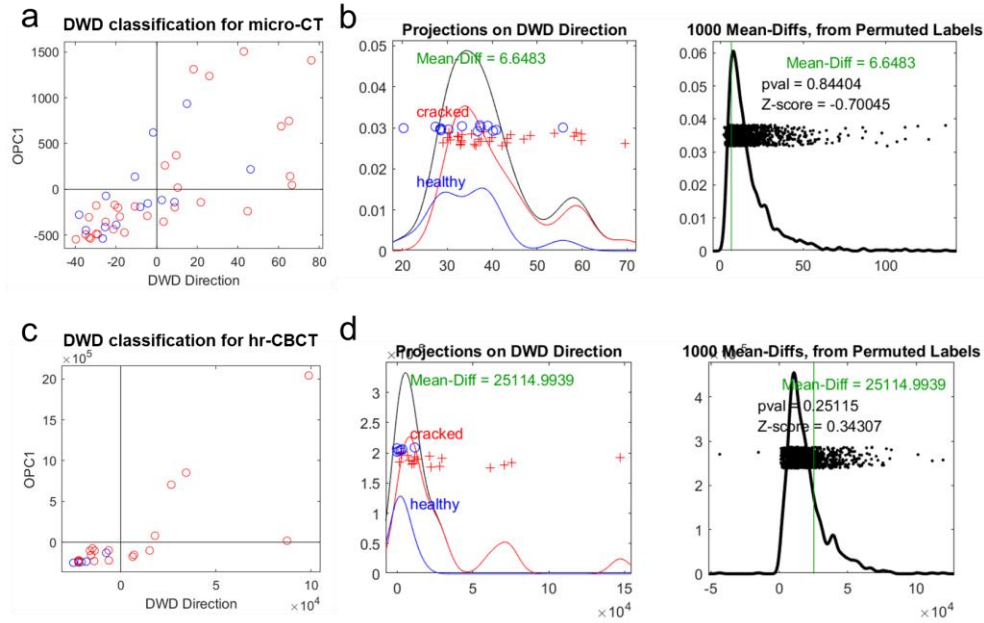 a
DWD classification for micro-CT
1500
1000
500
0
-500
OPC1
-40 -20 0 20 40 60 80
DWD Direction
b
Projections on DWD Direction
0.05
0.04
0.03
0.02
0.01
0
Mean-Diff = 6.6483
cracked
healthy
20 30 40 50 60 70
1000 Mean-Diffs, from Permuted Labels
0.06
0.05
0.04
0.03
0.02
0.01
0.00
Mean-Diff = 6.6483
pval = 0.84404
Z-score = -0.70045
0 50 100
c
DWD classification for hr-CBCT
×10⁵
20
15
10
5
0
OPC1
0 5 10
DWD Direction
×10⁴
d
Projections on DWD Direction
3.5
3
2.5
2
1.5
1
0.5
0
Mean-Diff = 25114.9939
cracked
healthy
0 5 10 15
×10⁴
1000 Mean-Diffs, from Permuted Labels
5
4
3
2
1
0
Mean-Diff = 25114.9939
pval = 0.25115
Z-score = 0.34307
-5 0 5 10
×10⁴